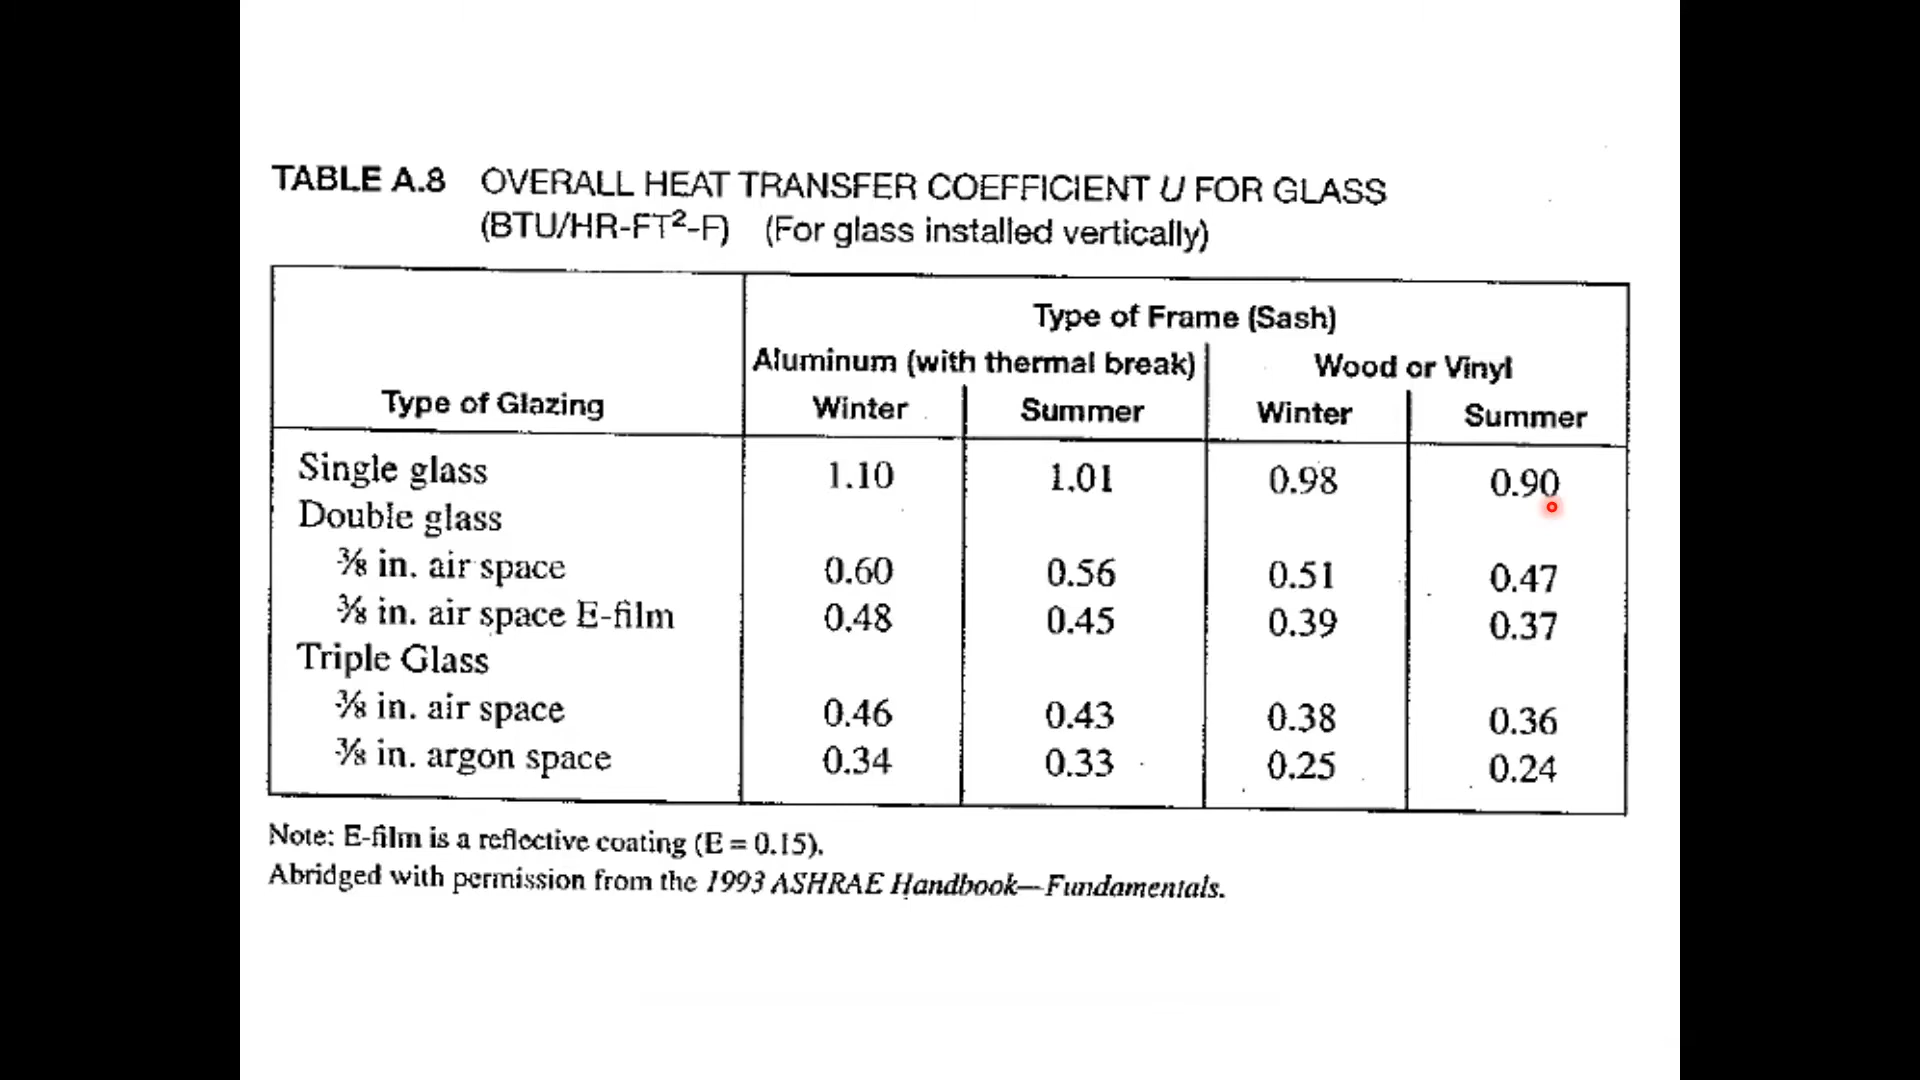 TABLE A.8 OVERALL HEAT TRANSFER COEFFICIENT U FOR GLASS
(BTU/HR-FT²-F) (For glass installed vertically)
Type of Frame (Sash)
Aluminum (with thermal break) Wood or Vinyl
Type of Glazing Winter Summer Winter Summer
Single glass 1.10 1.01 0.98 0.90
Double glass
⅜ in. air space 0.60 0.56 0.51 0.47
⅜ in. air space E-film 0.48 0.45 0.39 0.37
Triple Glass
⅜ in. air space 0.46 0.43 0.38 0.36
⅜ in. argon space 0.34 0.33 0.25 0.24
Note: E-film is a reflective coating (E = 0.15).
Abridged with permission from the 1993 ASHRAE Handbook—Fundamentals.